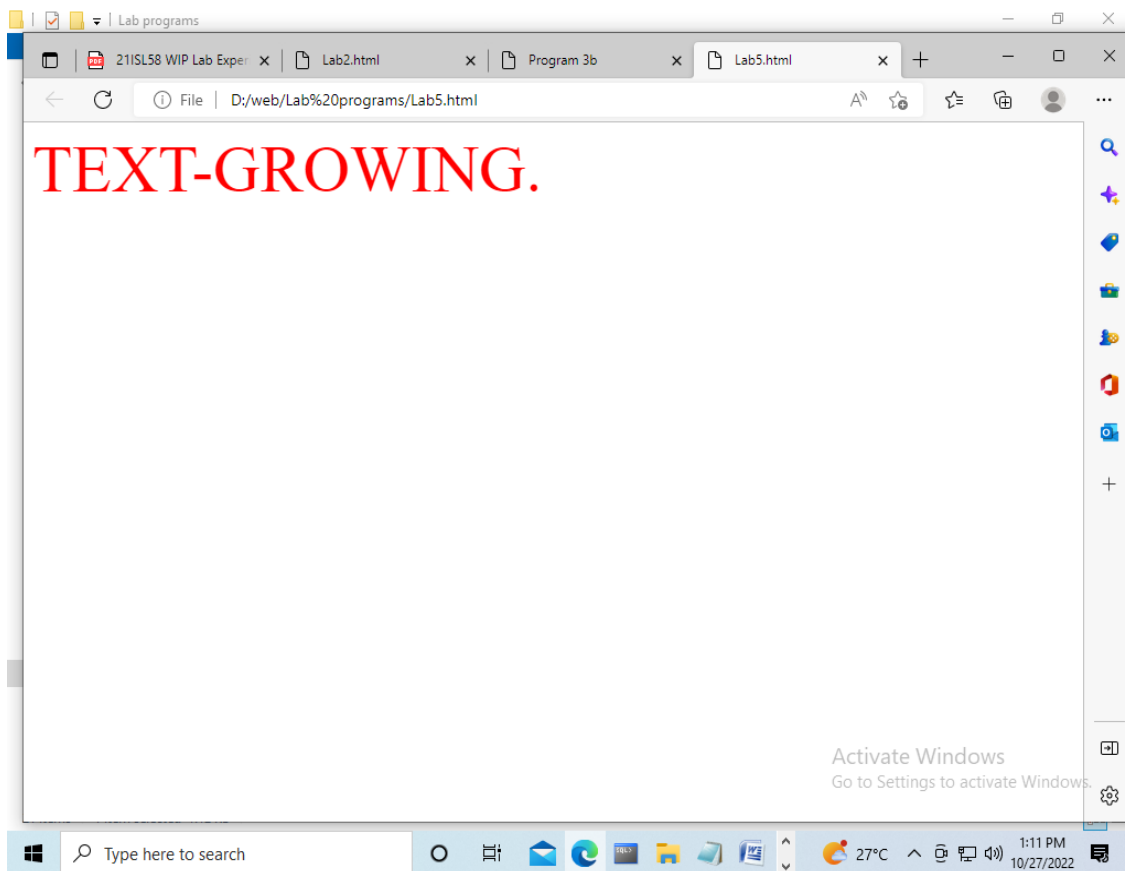 Lab programs
21ISL58 WIP Lab Exper
Lab2.html
Program 3b
Lab5.html
File
D:/web/Lab%20programs/Lab5.html
TEXT-GROWING.
Activate Windows
Go to Settings to activate Windows.
Type here to search
27°C
1:11 PM
10/27/2022